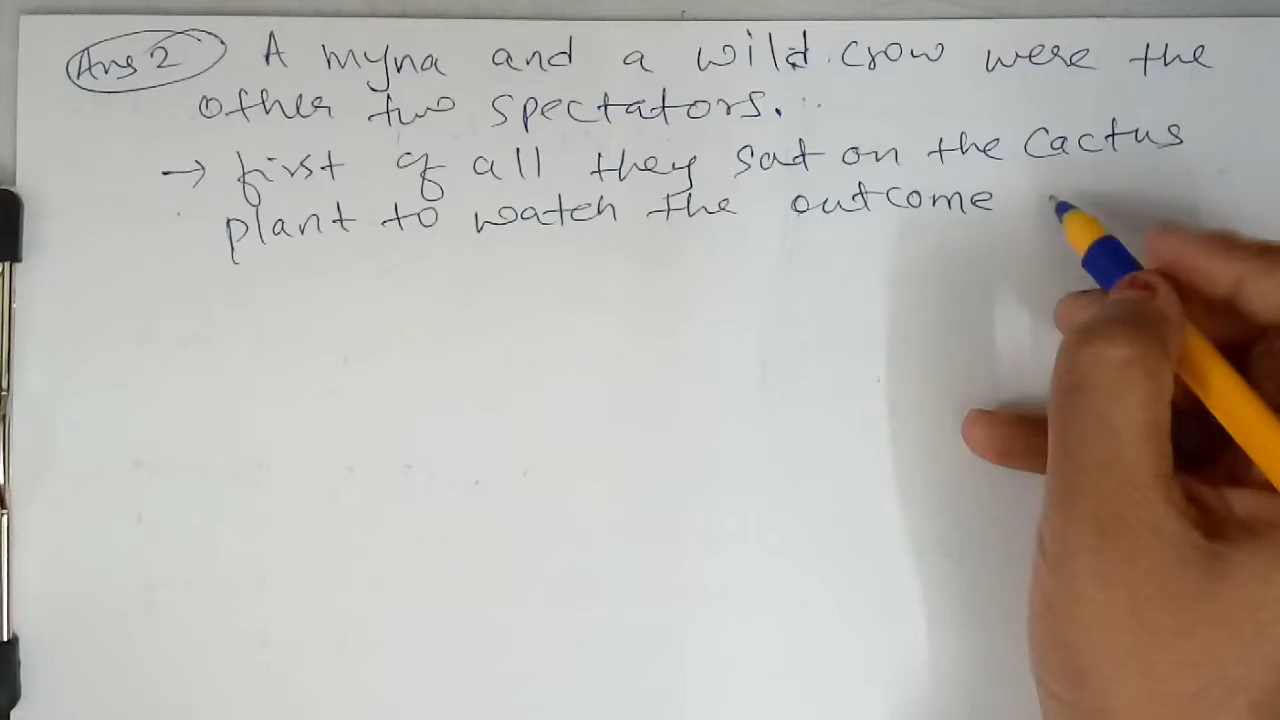 Ans 2 A myna and a wild crow were the
other two spectators.
→ first of all they sat on the cactus
plant to watch the outcome